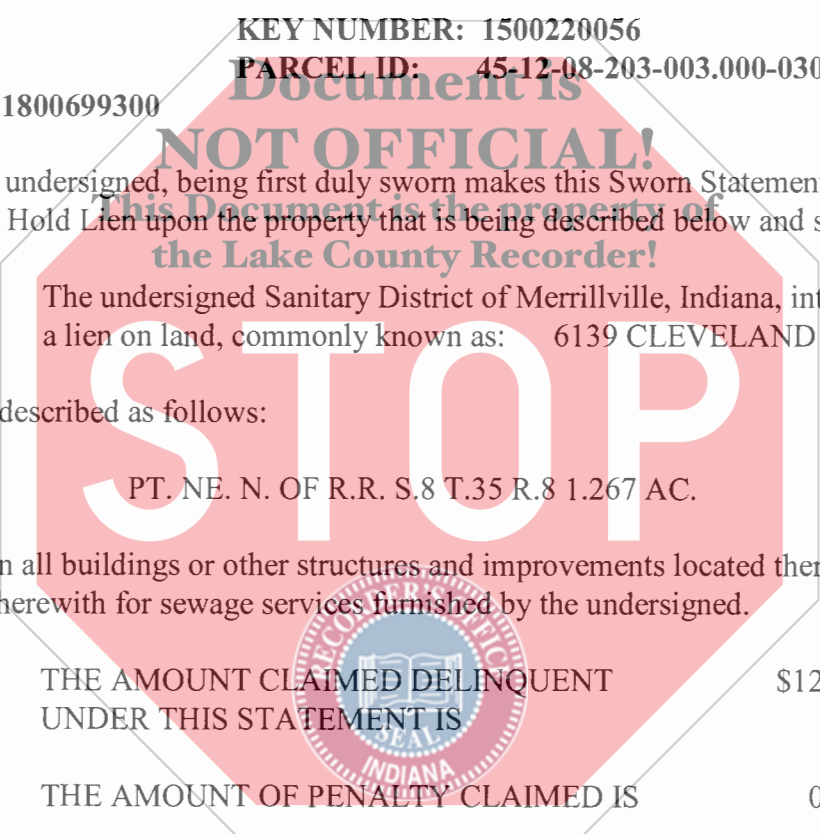 KEY NUMBER: 1500220056
PARCEL ID: 45-12-08-203-003.000-030
1800699300
Document is
NOT OFFICIAL!
undersigned, being first duly sworn makes this Sworn Statement
This Document is the property of
Hold Lien upon the property that is being described below and s
the Lake County Recorder!
The undersigned Sanitary District of Merrillville, Indiana, int
a lien on land, commonly known as: 6139 CLEVELAND
STOP
described as follows:
PT. NE. N. OF R.R. S.8 T.35 R.8 1.267 AC.
n all buildings or other structures and improvements located ther
herewith for sewage services furnished by the undersigned.
RECORDER'S OFFICE
THE AMOUNT CLAIMED DELINQUENT $12
UNDER THIS STATEMENT IS
SEAL
INDIANA
THE AMOUNT OF PENALTY CLAIMED IS 0